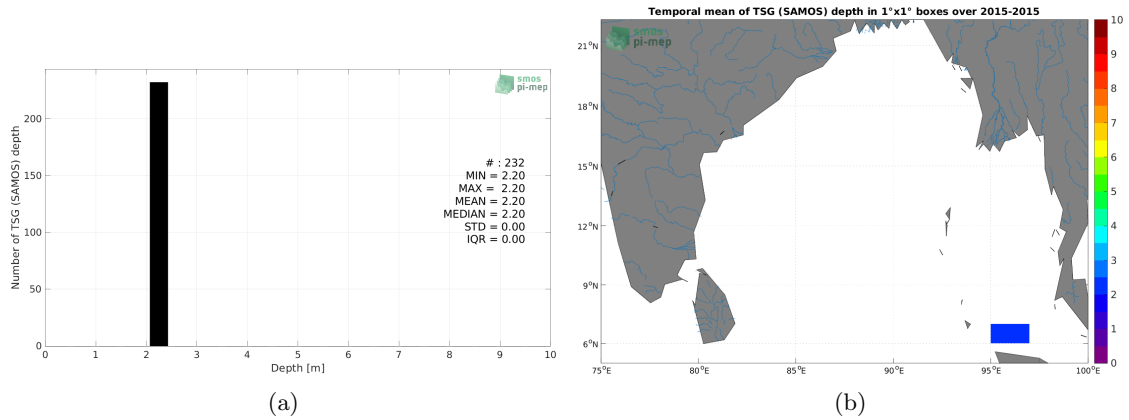 smos
pi-mep
Number of TSG (SAMOS) depth
200
150
100
50
0
# : 232
MIN = 2.20
MAX = 2.20
MEAN = 2.20
MEDIAN = 2.20
STD = 0.00
IQR = 0.00
0 1 2 3 4 5 6 7 8 9 10
Depth [m]
(a)
Temporal mean of TSG (SAMOS) depth in 1°x1° boxes over 2015-2015
smos
pi-mep
21°N
18°N
15°N
12°N
9°N
6°N
75°E 80°E 85°E 90°E 95°E 100°E
10
9
8
7
6
5
4
3
2
1
0
(b)